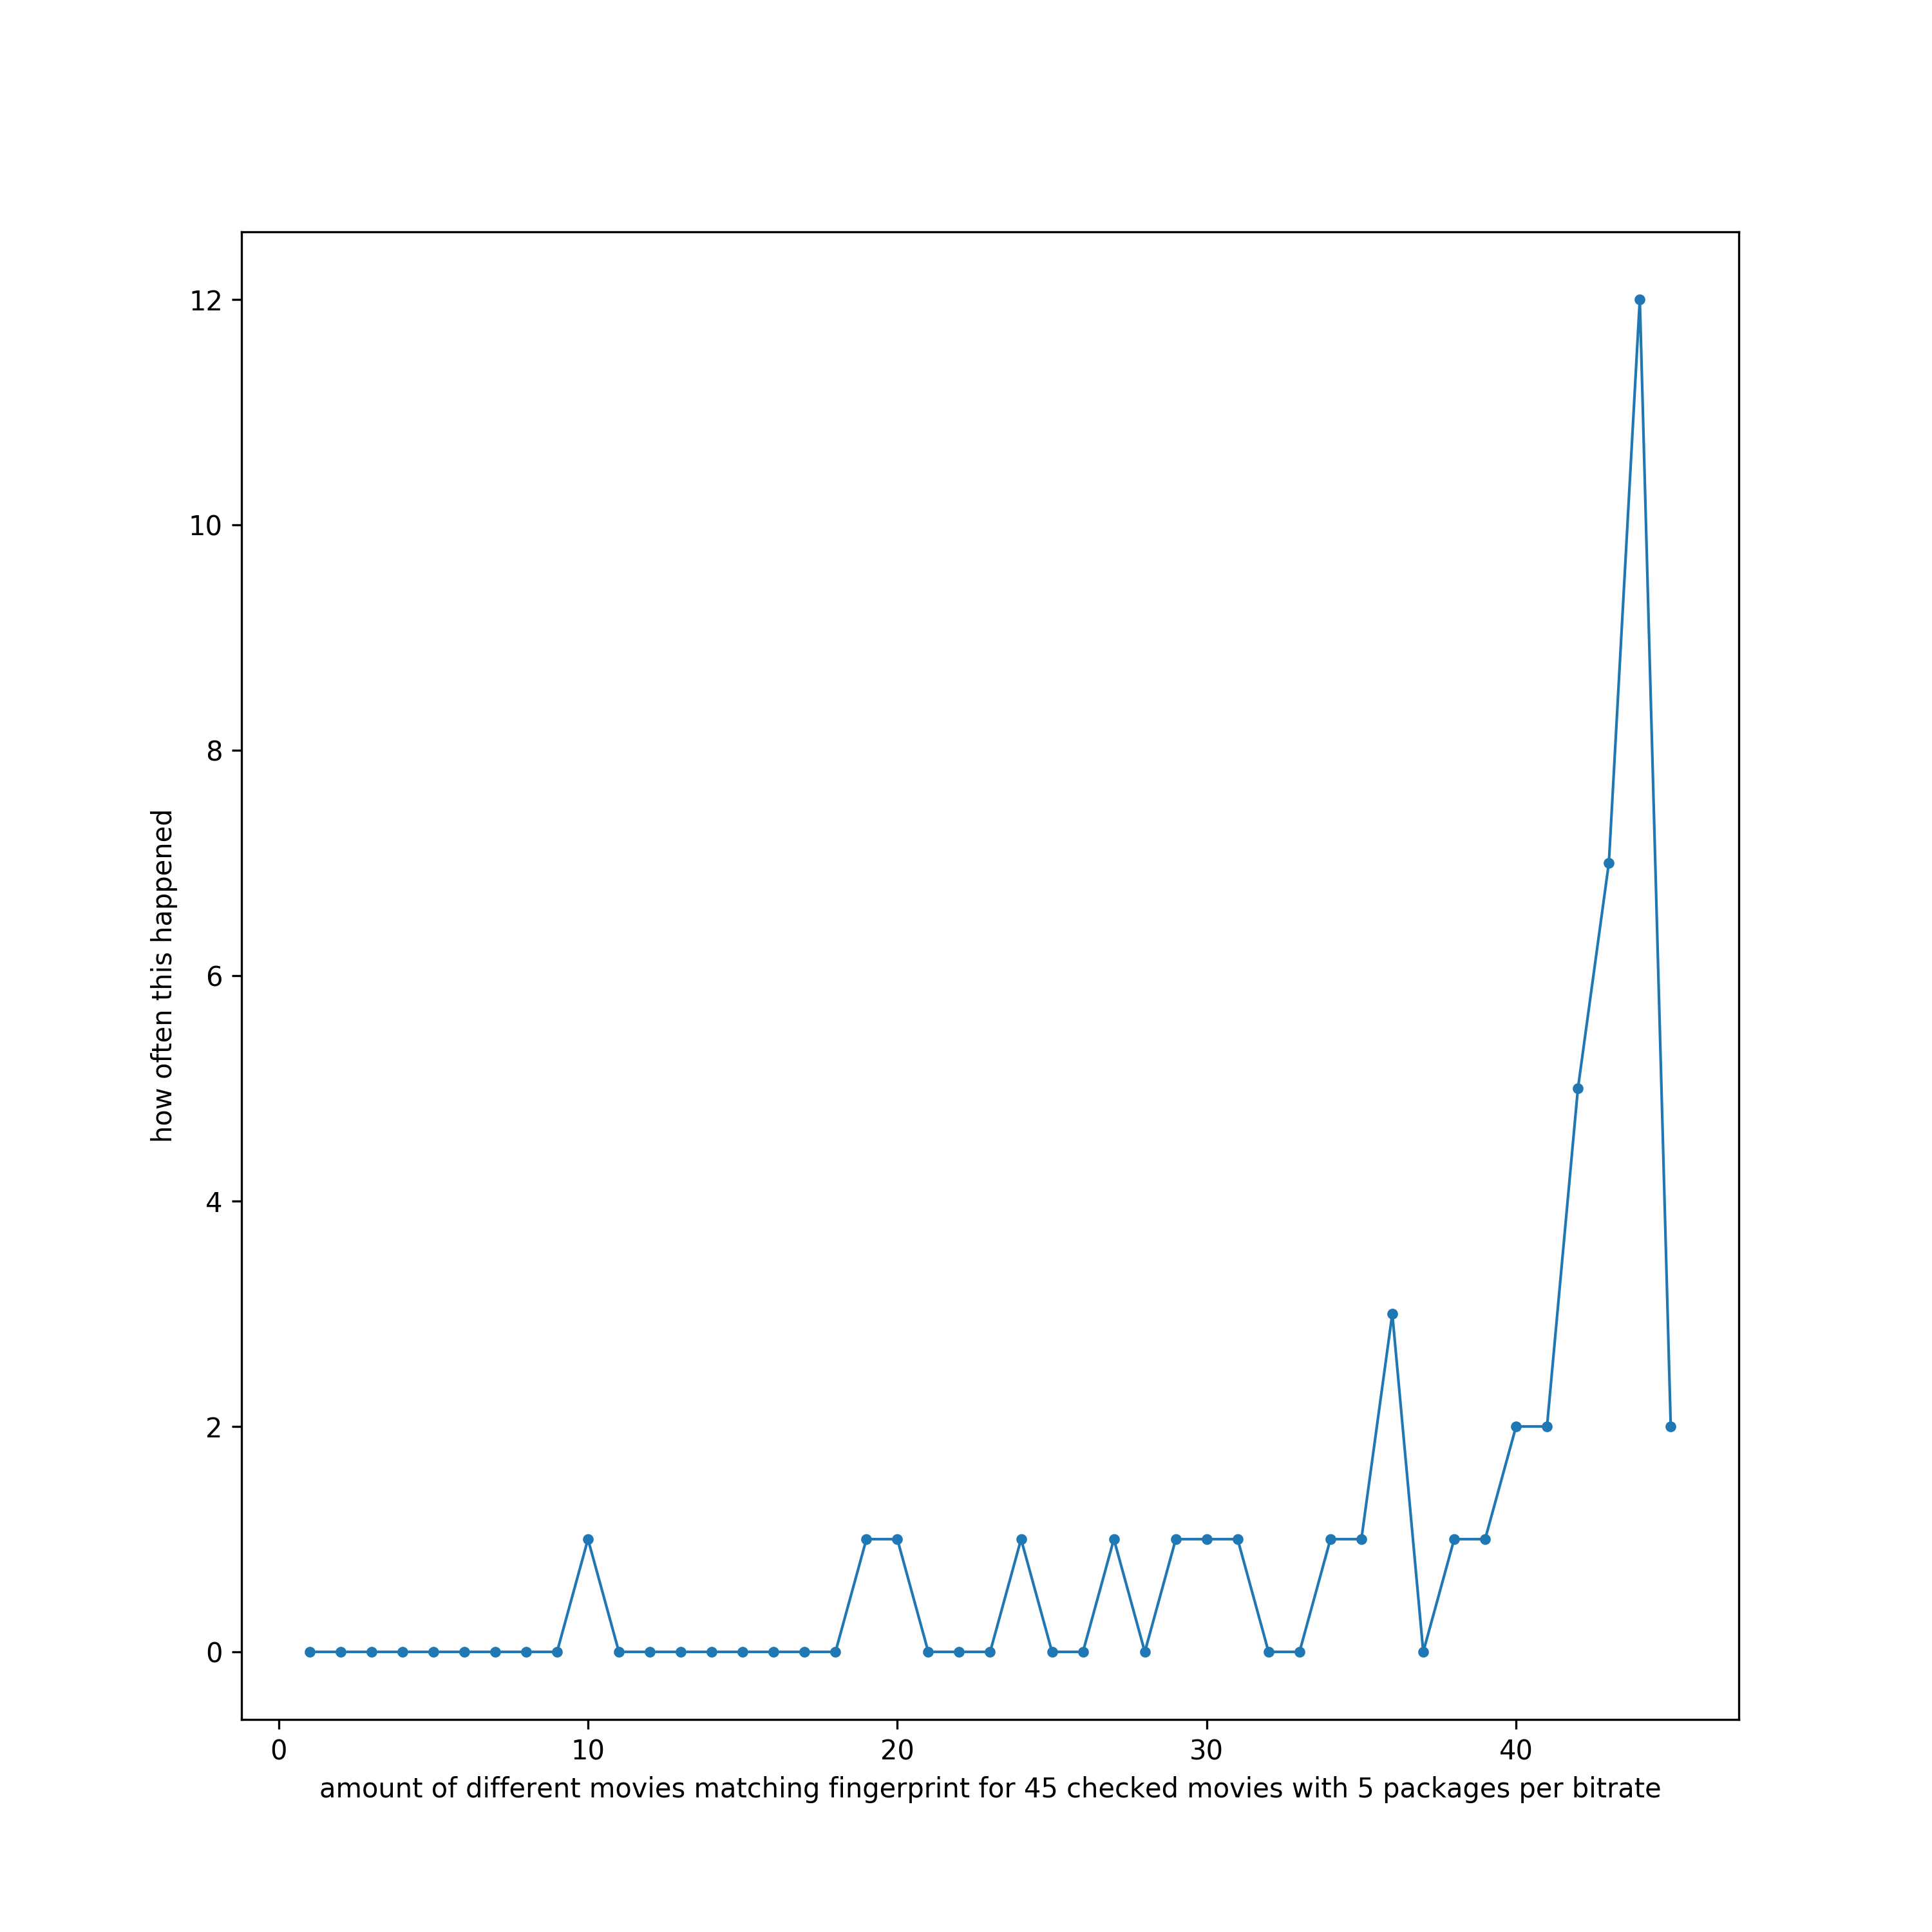 12
10
8
6
4
2
0
how often this happened
0 10 20 30 40
amount of different movies matching fingerprint for 45 checked movies with 5 packages per bitrate